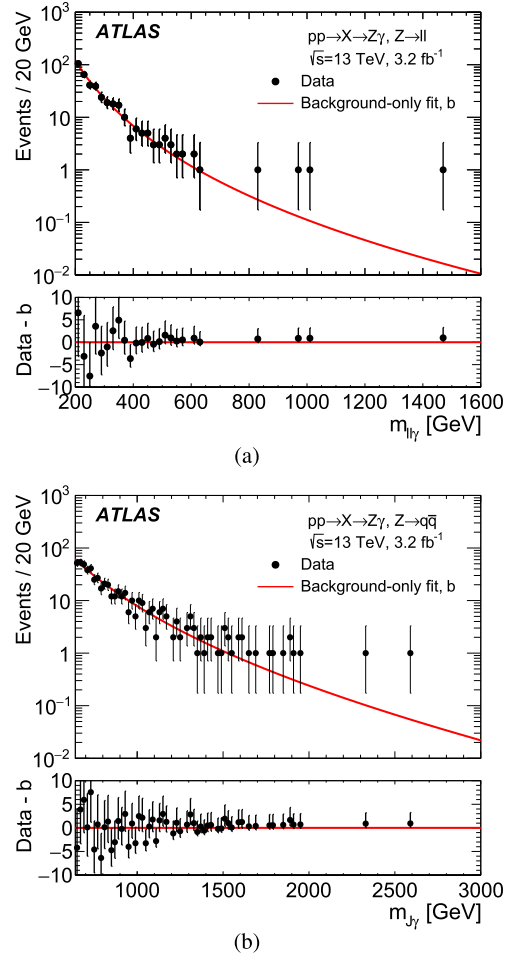 ATLAS
pp→X→Zγ, Z→ll
√s=13 TeV, 3.2 fb⁻¹
Data
Background-only fit, b
Events / 20 GeV
10³
10²
10
1
10⁻¹
10⁻²
Data - b
10
5
0
−5
−10
200 400 600 800 1000 1200 1400 1600
m_llγ [GeV]
(a)
ATLAS
pp→X→Zγ, Z→qq̅
√s=13 TeV, 3.2 fb⁻¹
Data
Background-only fit, b
Events / 20 GeV
10³
10²
10
1
10⁻¹
10⁻²
Data - b
10
5
0
−5
−10
1000 1500 2000 2500 3000
m_Jγ [GeV]
(b)